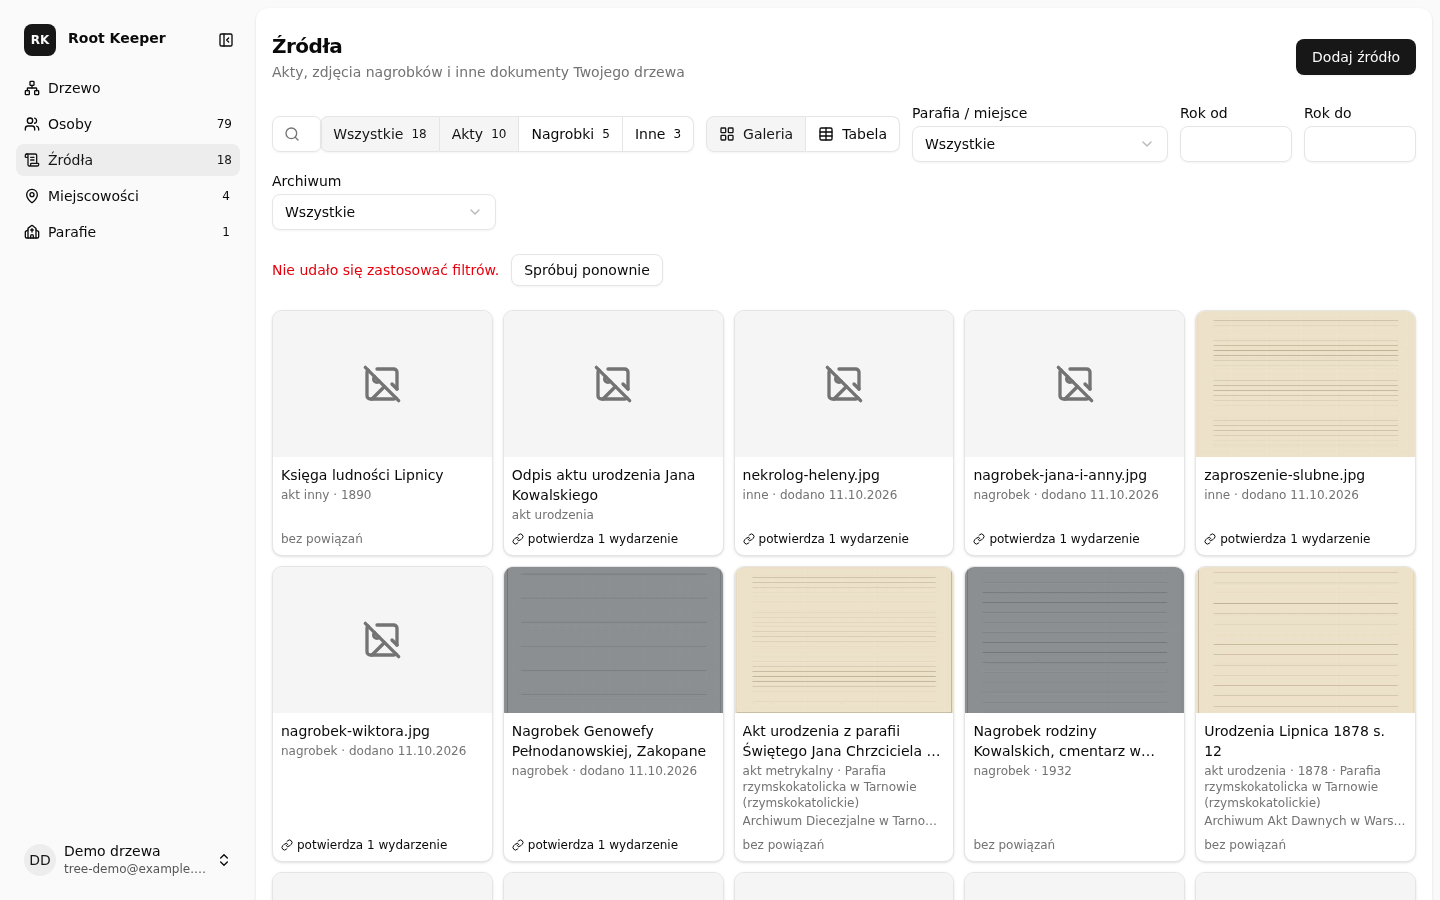 RK
Root Keeper
Drzewo
Osoby 79
Źródła 18
Miejscowości 4
Parafie 1
Demo drzewa
DD
tree-demo@example....
Źródła
Akty, zdjęcia nagrobków i inne dokumenty Twojego drzewa
Dodaj źródło
Wszystkie 18
Akty 10
Nagrobki 5
Inne 3
Galeria
Tabela
Parafia / miejsce
Wszystkie
Rok od
Rok do
Archiwum
Wszystkie
Nie udało się zastosować filtrów.
Spróbuj ponownie
Księga ludności Lipnicy
akt inny · 1890
bez powiązań
Odpis aktu urodzenia Jana
Kowalskiego
akt urodzenia
potwierdza 1 wydarzenie
nekrolog-heleny.jpg
inne · dodano 11.10.2026
potwierdza 1 wydarzenie
nagrobek-jana-i-anny.jpg
nagrobek · dodano 11.10.2026
potwierdza 1 wydarzenie
zaproszenie-slubne.jpg
inne · dodano 11.10.2026
potwierdza 1 wydarzenie
nagrobek-wiktora.jpg
nagrobek · dodano 11.10.2026
potwierdza 1 wydarzenie
Nagrobek Genowefy
Pełnodanowskiej, Zakopane
nagrobek · dodano 11.10.2026
potwierdza 1 wydarzenie
Akt urodzenia z parafii
Świętego Jana Chrzciciela ...
akt metrykalny · Parafia
rzymskokatolicka w Tarnowie
(rzymskokatolickie)
Archiwum Diecezjalne w Tarno...
bez powiązań
Nagrobek rodziny
Kowalskich, cmentarz w...
nagrobek · 1932
bez powiązań
Urodzenia Lipnica 1878 s.
12
akt urodzenia · 1878 · Parafia
rzymskokatolicka w Tarnowie
(rzymskokatolickie)
Archiwum Akt Dawnych w Wars...
bez powiązań